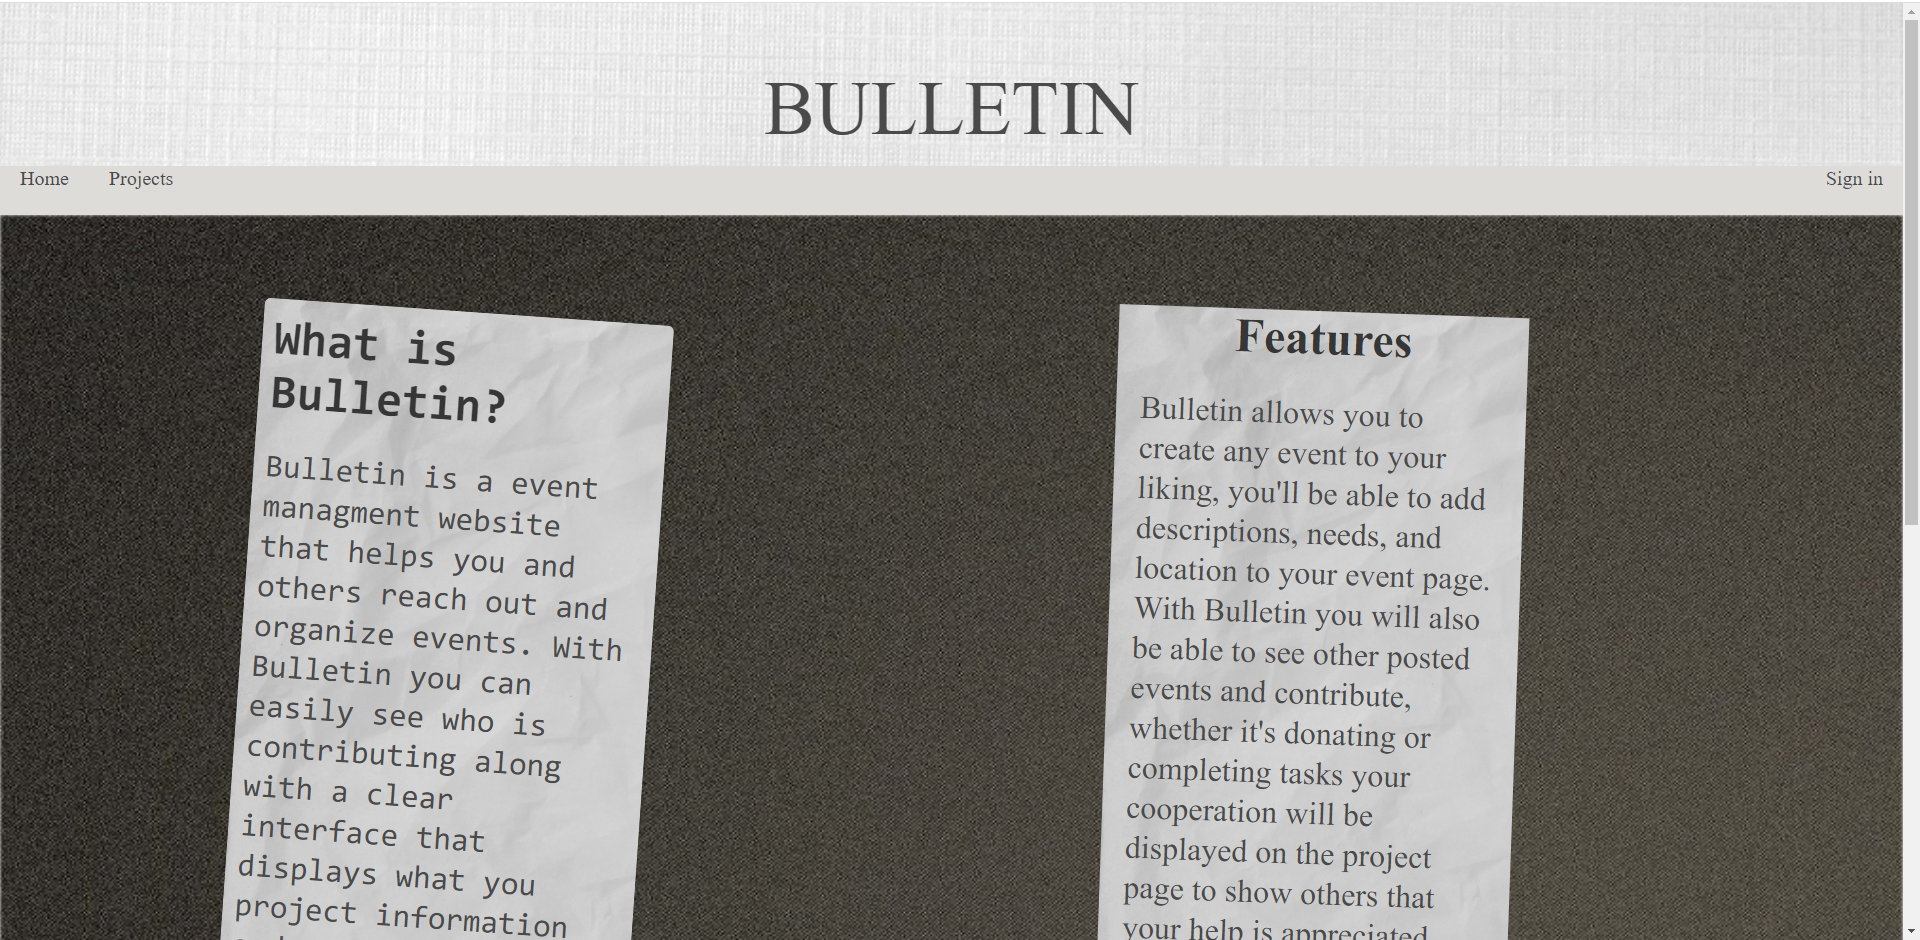 BULLETIN
Home Projects Sign in
What is
Bulletin?
Bulletin is a event
managment website
that helps you and
others reach out and
organize events. With
Bulletin you can
easily see who is
contributing along
with a clear
interface that
displays what you
project information
Features
Bulletin allows you to
create any event to your
liking, you'll be able to add
descriptions, needs, and
location to your event page.
With Bulletin you will also
be able to see other posted
events and contribute,
whether it's donating or
completing tasks your
cooperation will be
displayed on the project
page to show others that
your help is appreciated